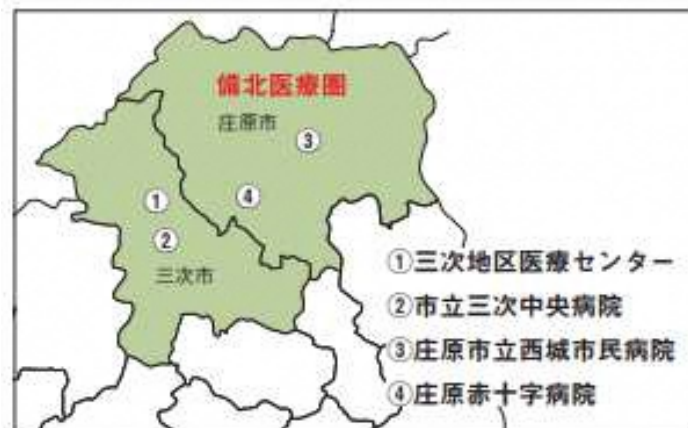 備北医療圏
庄原市
③
④
①
②
三次市
①三次地区医療センター
②市立三次中央病院
③庄原市立西城市民病院
④庄原赤十字病院